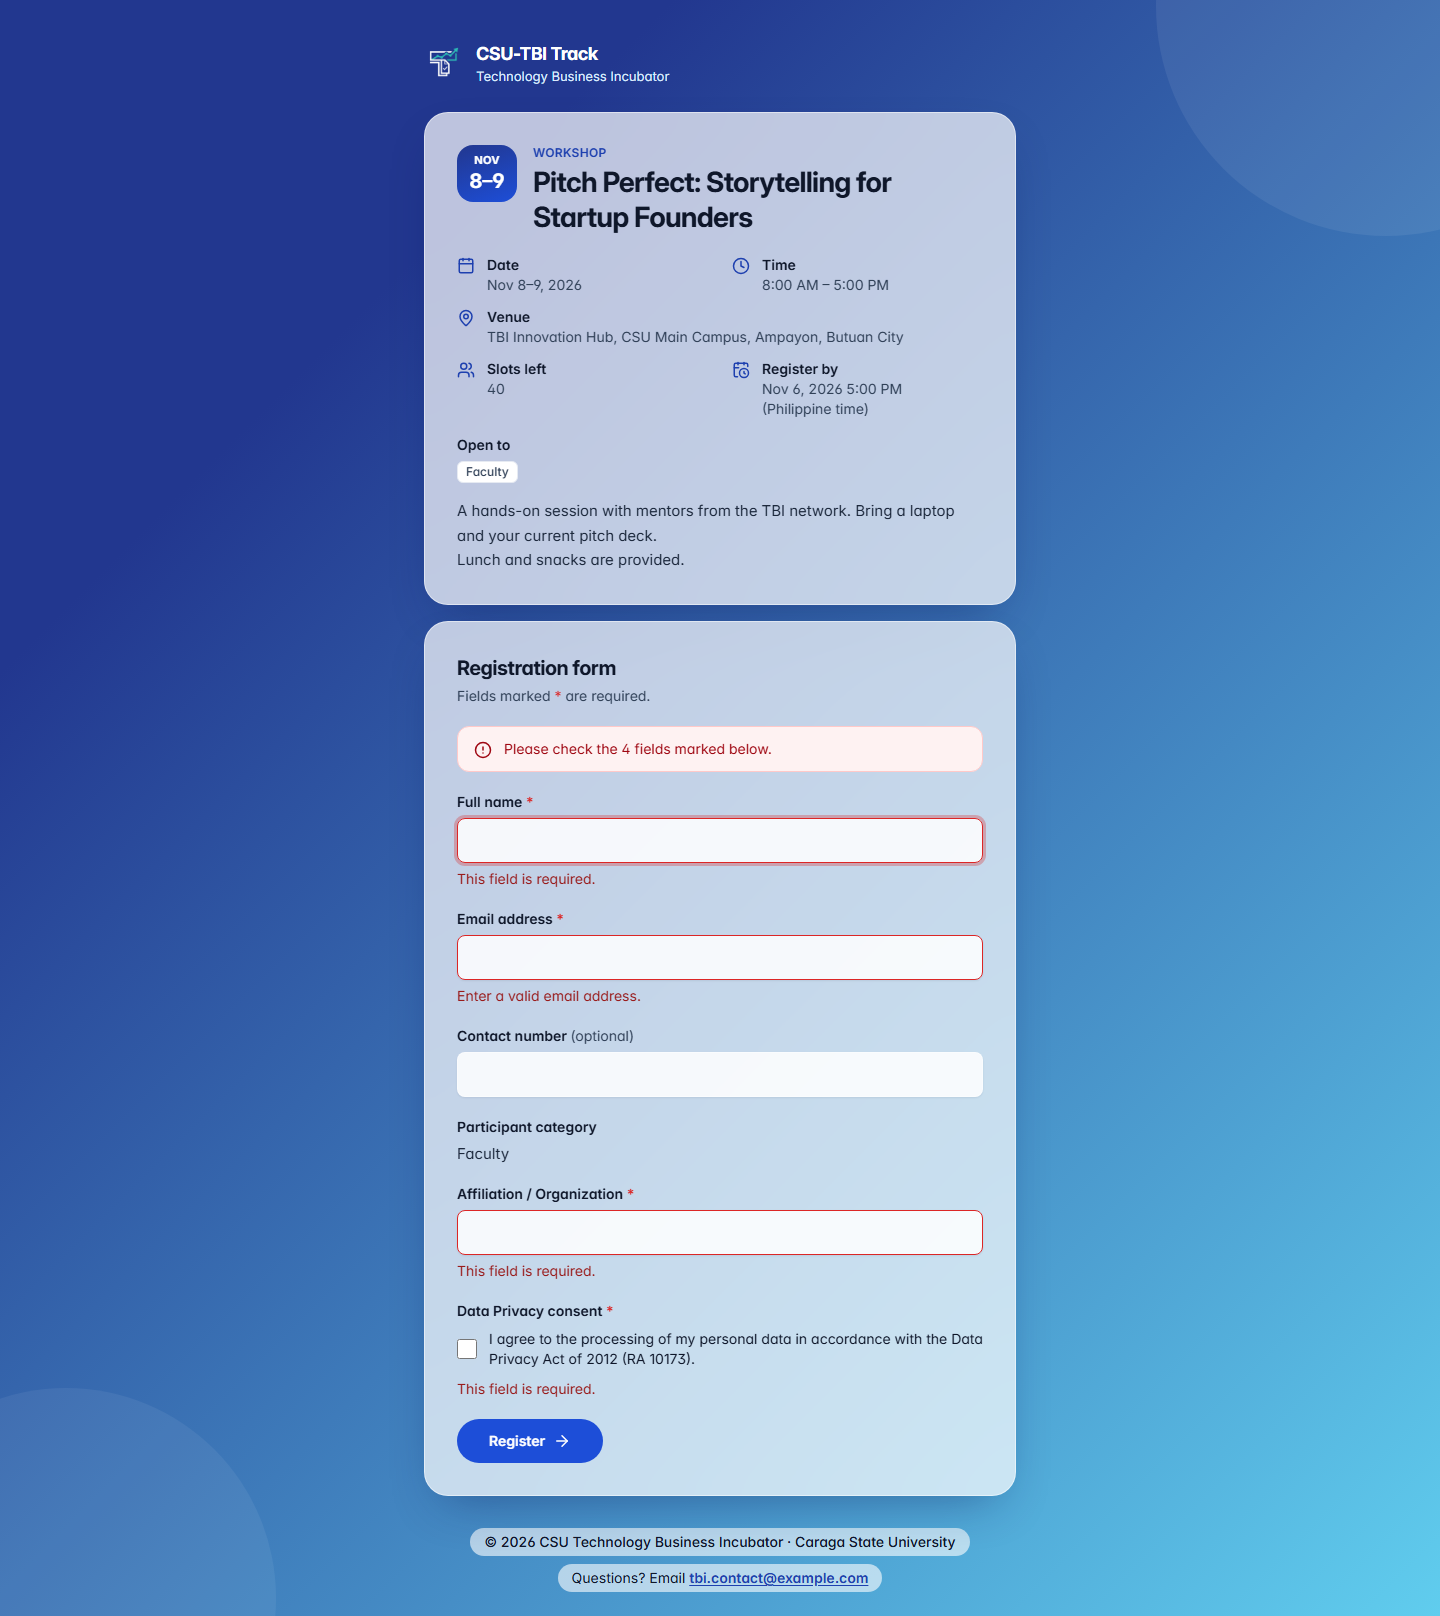 CSU-TBI Track
Technology Business Incubator
NOV
8–9
WORKSHOP
Pitch Perfect: Storytelling for
Startup Founders
Date
Nov 8–9, 2026
Time
8:00 AM – 5:00 PM
Venue
TBI Innovation Hub, CSU Main Campus, Ampayon, Butuan City
Slots left
40
Register by
Nov 6, 2026 5:00 PM
(Philippine time)
Open to
Faculty
A hands-on session with mentors from the TBI network. Bring a laptop
and your current pitch deck.
Lunch and snacks are provided.
Registration form
Fields marked * are required.
Please check the 4 fields marked below.
Full name *
This field is required.
Email address *
Enter a valid email address.
Contact number (optional)
Participant category
Faculty
Affiliation / Organization *
This field is required.
Data Privacy consent *
I agree to the processing of my personal data in accordance with the Data
Privacy Act of 2012 (RA 10173).
This field is required.
Register
© 2026 CSU Technology Business Incubator · Caraga State University
Questions? Email tbi.contact@example.com